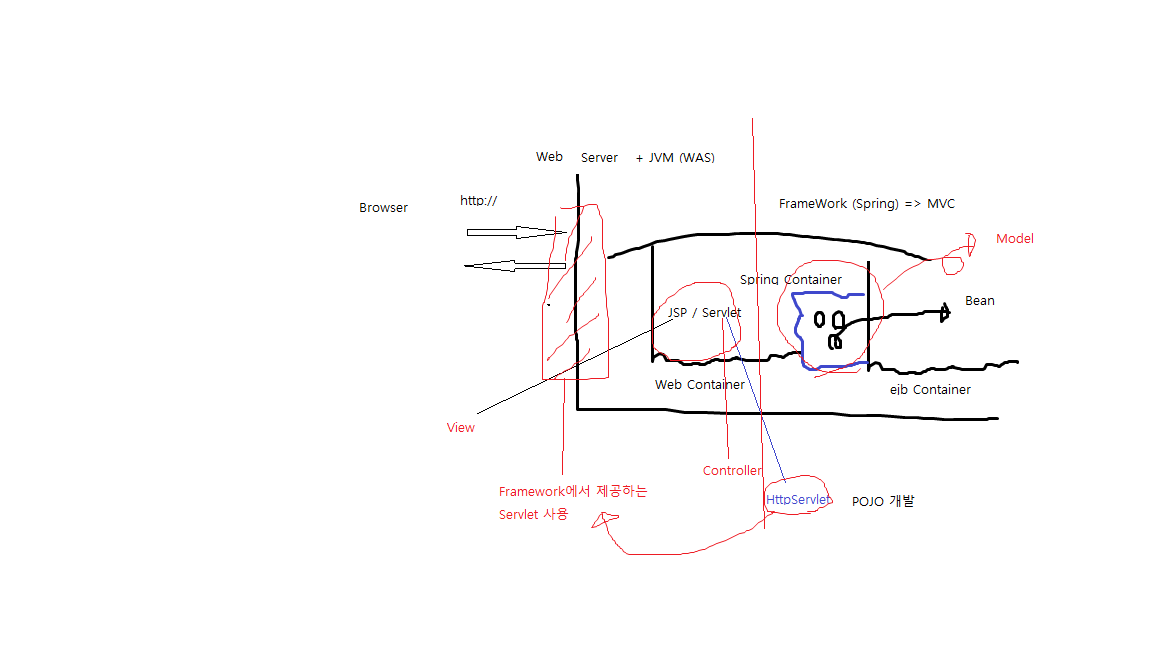 Web Server + JVM (WAS)
Browser
http://
FrameWork (Spring) => MVC
Model
Spring Container
Bean
JSP / Servlet
Web Container
ejb Container
View
Controller
Framework에서 제공하는
Servlet 사용
HttpServlet
POJO 개발